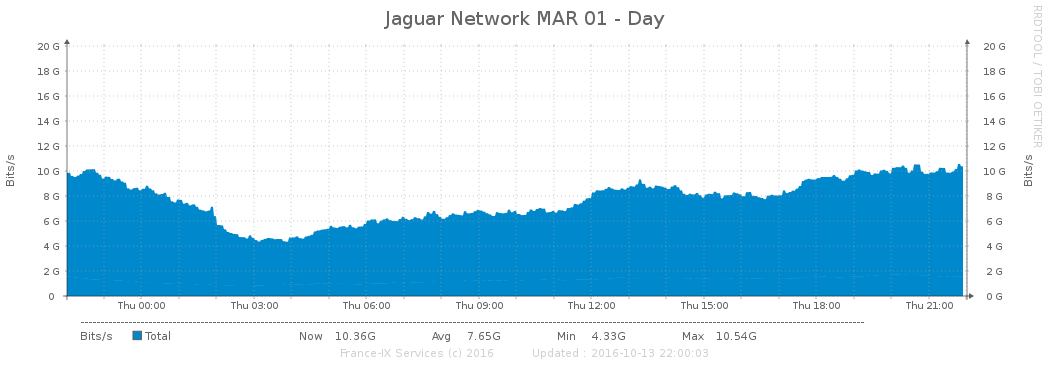 Jaguar Network MAR 01 - Day
RRDTOOL / TOBI OETIKER
Bits/s
Bits/s
20 G 20 G
18 G 18 G
16 G 16 G
14 G 14 G
12 G 12 G
10 G 10 G
8 G 8 G
6 G 6 G
4 G 4 G
2 G 2 G
0 0 G
Thu 00:00 Thu 03:00 Thu 06:00 Thu 09:00 Thu 12:00 Thu 15:00 Thu 18:00 Thu 21:00
Bits/s Total Now 10.36G Avg 7.65G Min 4.33G Max 10.54G
France-IX Services (c) 2016 Updated : 2016-10-13 22:00:03